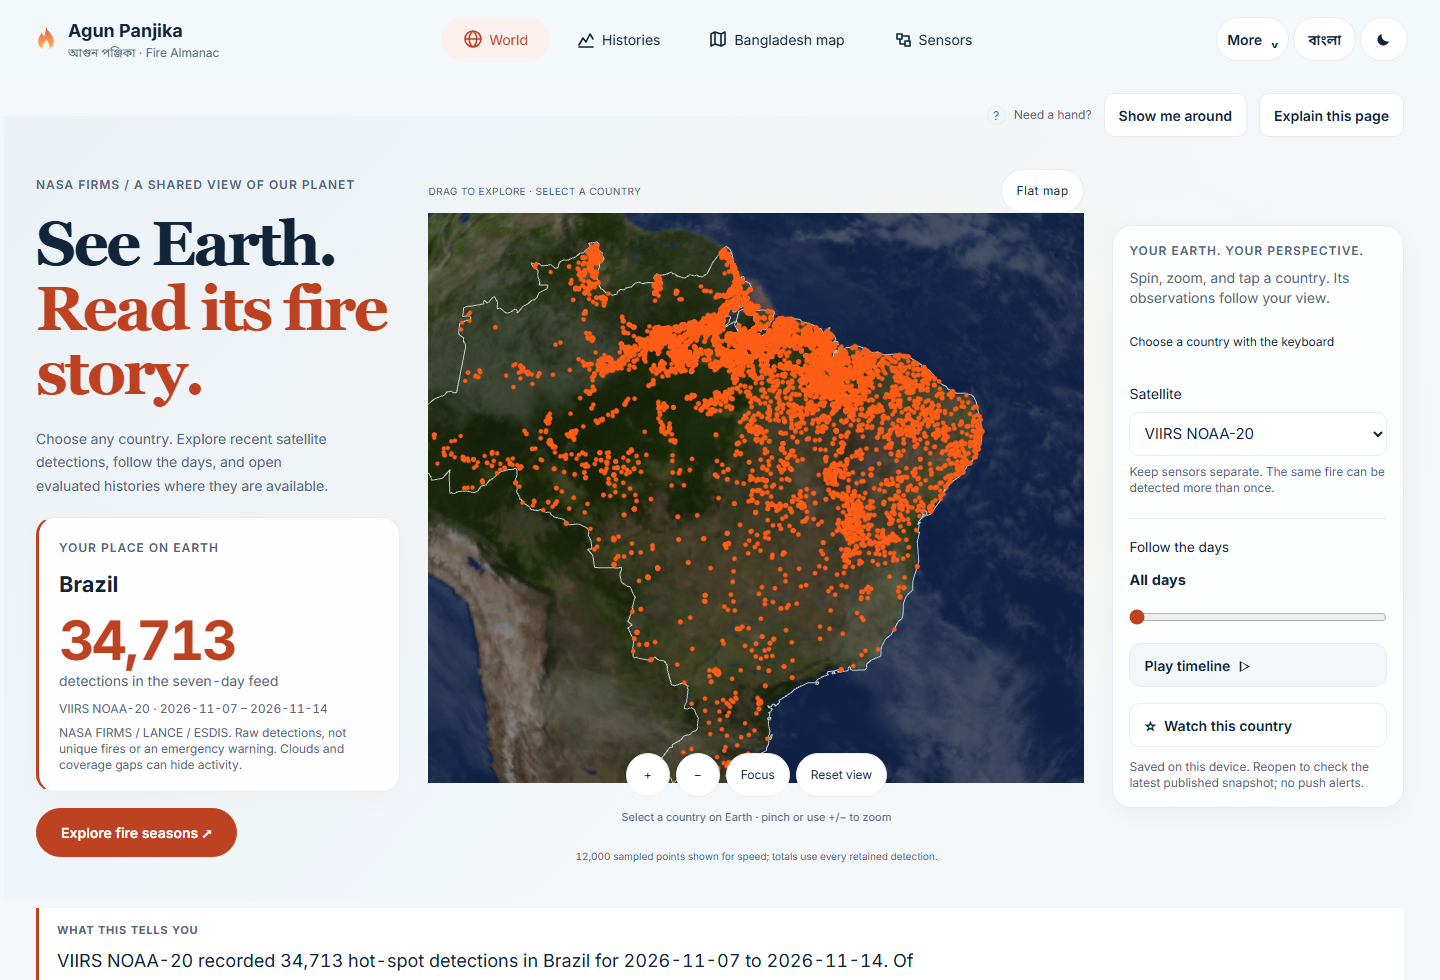 Agun Panjika
আগুন পঞ্জিকা · Fire Almanac
World
Histories
Bangladesh map
Sensors
More
বাংলা
? Need a hand?
Show me around
Explain this page
NASA FIRMS / A SHARED VIEW OF OUR PLANET
See Earth.
Read its fire
story.
Choose any country. Explore recent satellite
detections, follow the days, and open
evaluated histories where they are available.
YOUR PLACE ON EARTH
Brazil
34,713
detections in the seven-day feed
VIIRS NOAA-20 · 2026-11-07 – 2026-11-14
NASA FIRMS / LANCE / ESDIS. Raw detections, not
unique fires or an emergency warning. Clouds and
coverage gaps can hide activity.
Explore fire seasons ↗
DRAG TO EXPLORE · SELECT A COUNTRY
Flat map
+
−
Focus
Reset view
Select a country on Earth · pinch or use +/− to zoom
12,000 sampled points shown for speed; totals use every retained detection.
YOUR EARTH. YOUR PERSPECTIVE.
Spin, zoom, and tap a country. Its
observations follow your view.
Choose a country with the keyboard
Satellite
VIIRS NOAA-20
Keep sensors separate. The same fire can be
detected more than once.
Follow the days
All days
Play timeline
☆ Watch this country
Saved on this device. Reopen to check the
latest published snapshot; no push alerts.
WHAT THIS TELLS YOU
VIIRS NOAA-20 recorded 34,713 hot-spot detections in Brazil for 2026-11-07 to 2026-11-14. Of